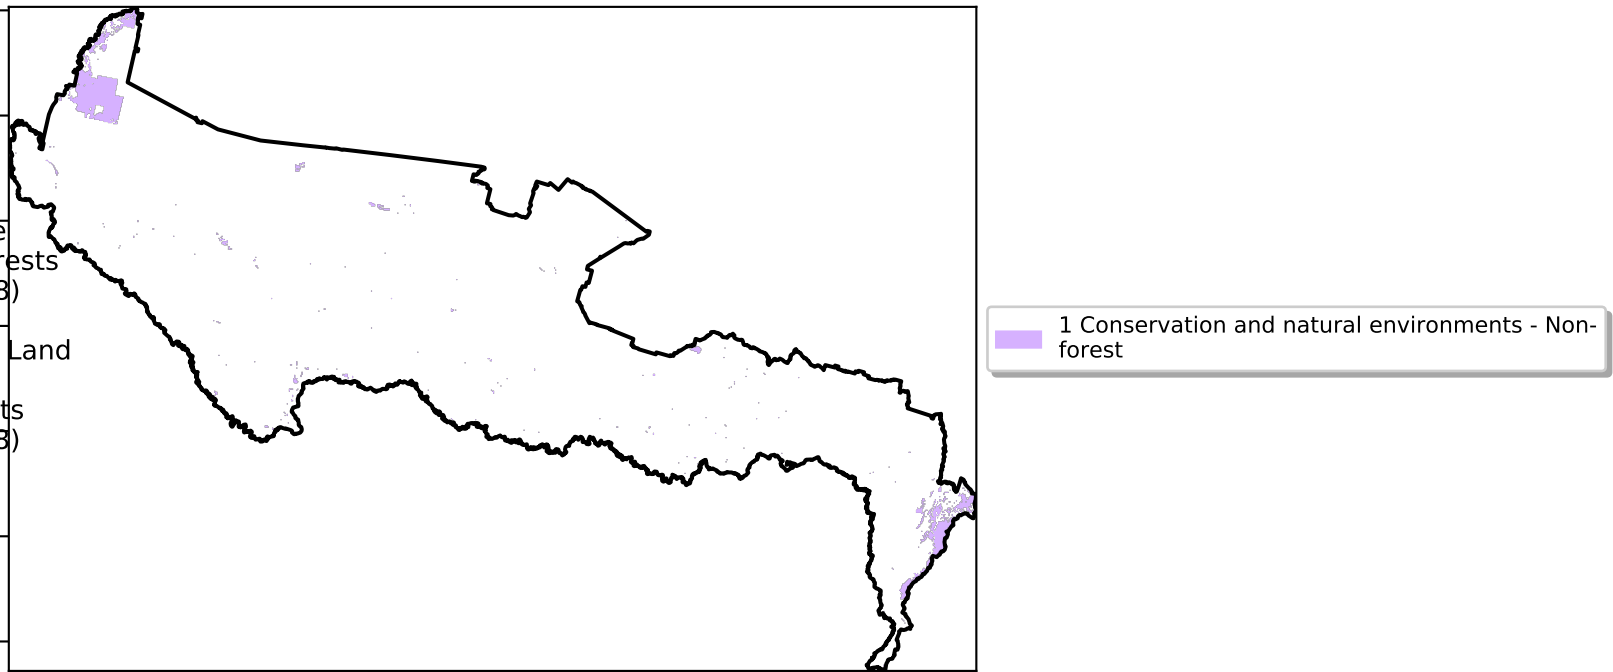 1 Conservation and natural environments - Non-
forest
Land